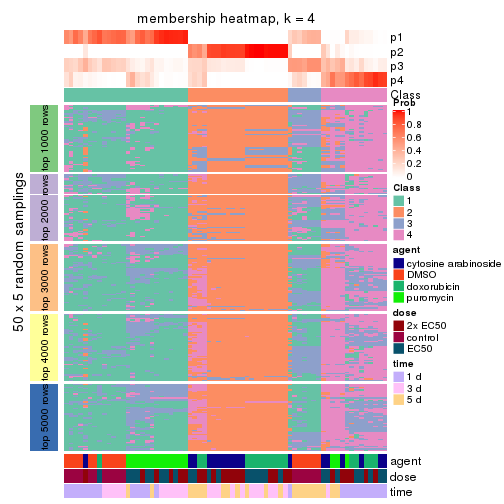 membership heatmap, k = 4
p1
p2
p3
p4
Class
50 x 5 random samplings
top 1000 rows
top 2000 rows
top 3000 rows
top 4000 rows
top 5000 rows
agent
dose
time
Prob
1
0.8
0.6
0.4
0.2
0
Class
1
2
3
4
agent
cytosine arabinoside
DMSO
doxorubicin
puromycin
dose
2x EC50
control
EC50
time
1 d
3 d
5 d